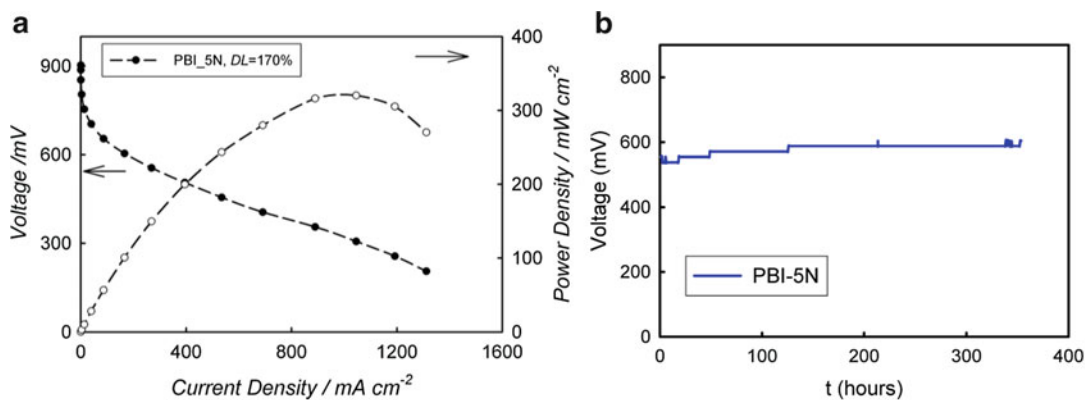 a
PBI_5N, DL=170%
900
600
300
0
Voltage /mV
400
300
200
100
0
Power Density / mW cm-2
0
400
800
1200
1600
Current Density / mA cm-2
b
800
600
400
200
0
Voltage (mV)
PBI-5N
0
100
200
300
400
t (hours)